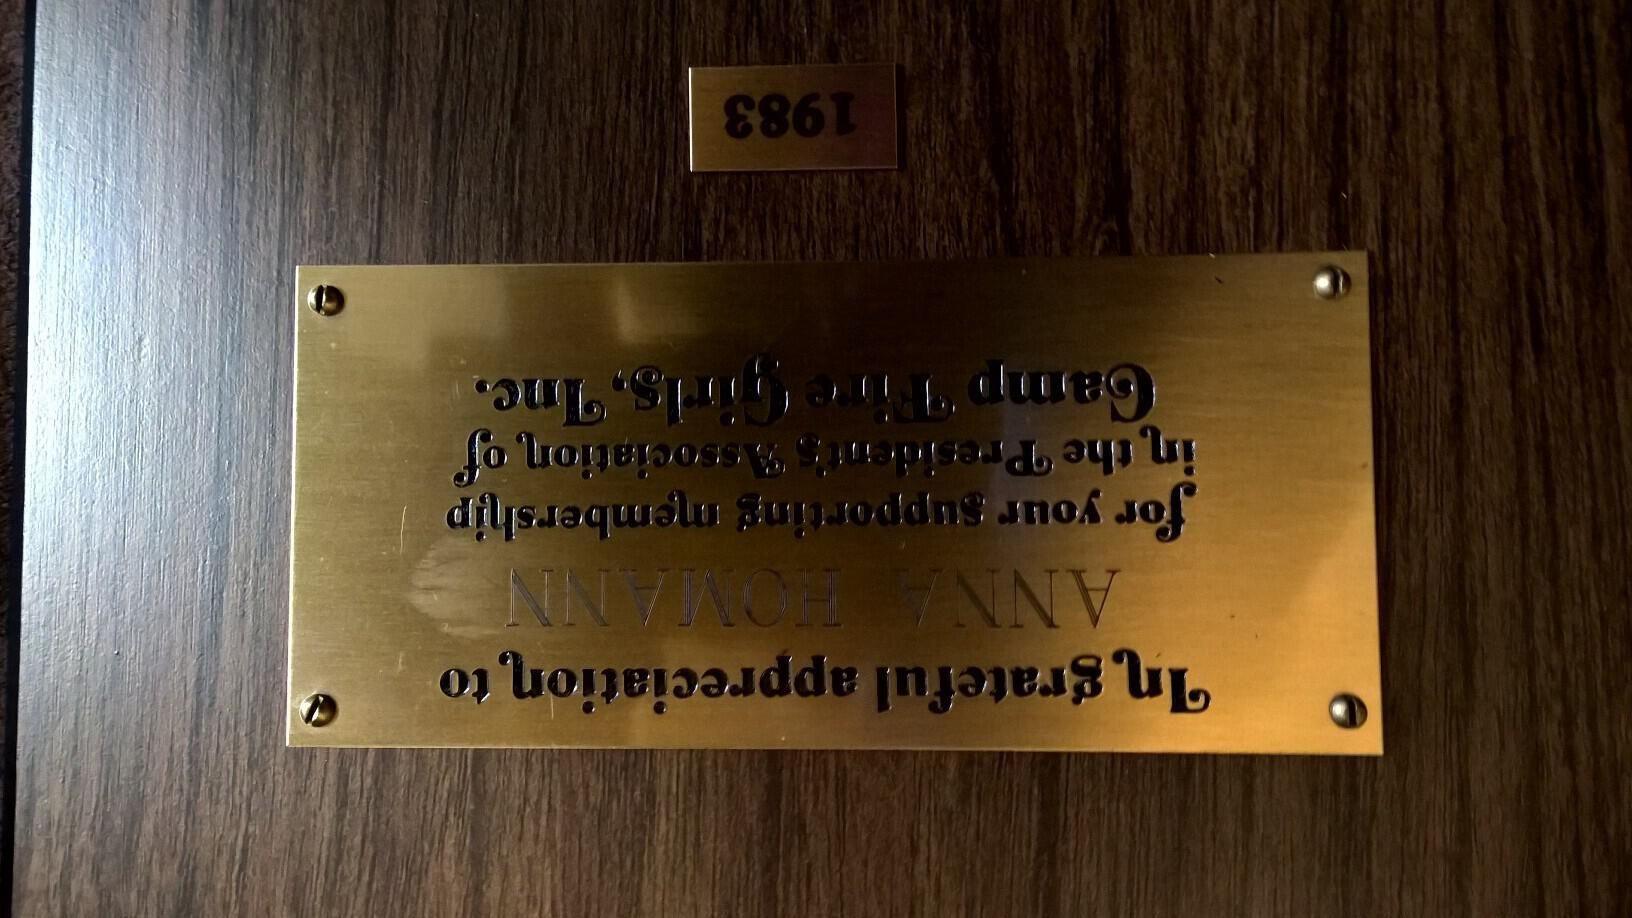 In grateful appreciation to
ANNA HOMANN
for your supporting membership
in the President's Association of
Camp Fire Girls, Inc.
1983